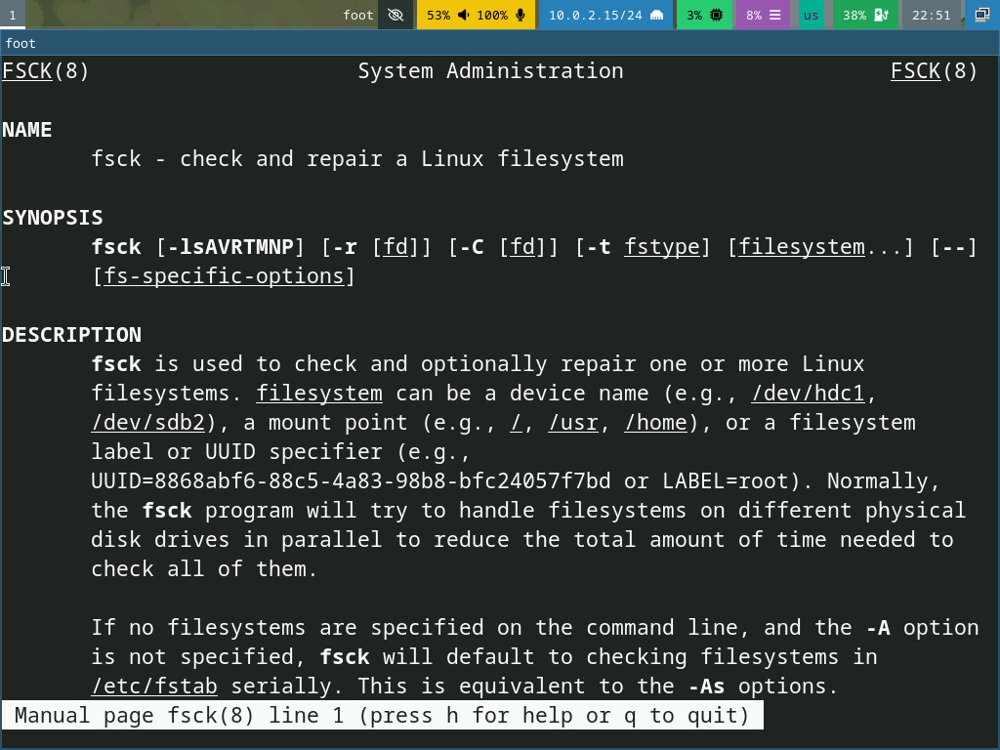 1 foot 53% 100% 10.0.2.15/24 3% 8% us 38% 22:51
foot
FSCK(8) System Administration FSCK(8)
NAME
fsck - check and repair a Linux filesystem
SYNOPSIS
fsck [-lsAVRTMNP] [-r [fd]] [-C [fd]] [-t fstype] [filesystem...] [--]
[fs-specific-options]
DESCRIPTION
fsck is used to check and optionally repair one or more Linux
filesystems. filesystem can be a device name (e.g., /dev/hdc1,
/dev/sdb2), a mount point (e.g., /, /usr, /home), or a filesystem
label or UUID specifier (e.g.,
UUID=8868abf6-88c5-4a83-98b8-bfc24057f7bd or LABEL=root). Normally,
the fsck program will try to handle filesystems on different physical
disk drives in parallel to reduce the total amount of time needed to
check all of them.
If no filesystems are specified on the command line, and the -A option
is not specified, fsck will default to checking filesystems in
/etc/fstab serially. This is equivalent to the -As options.
Manual page fsck(8) line 1 (press h for help or q to quit)